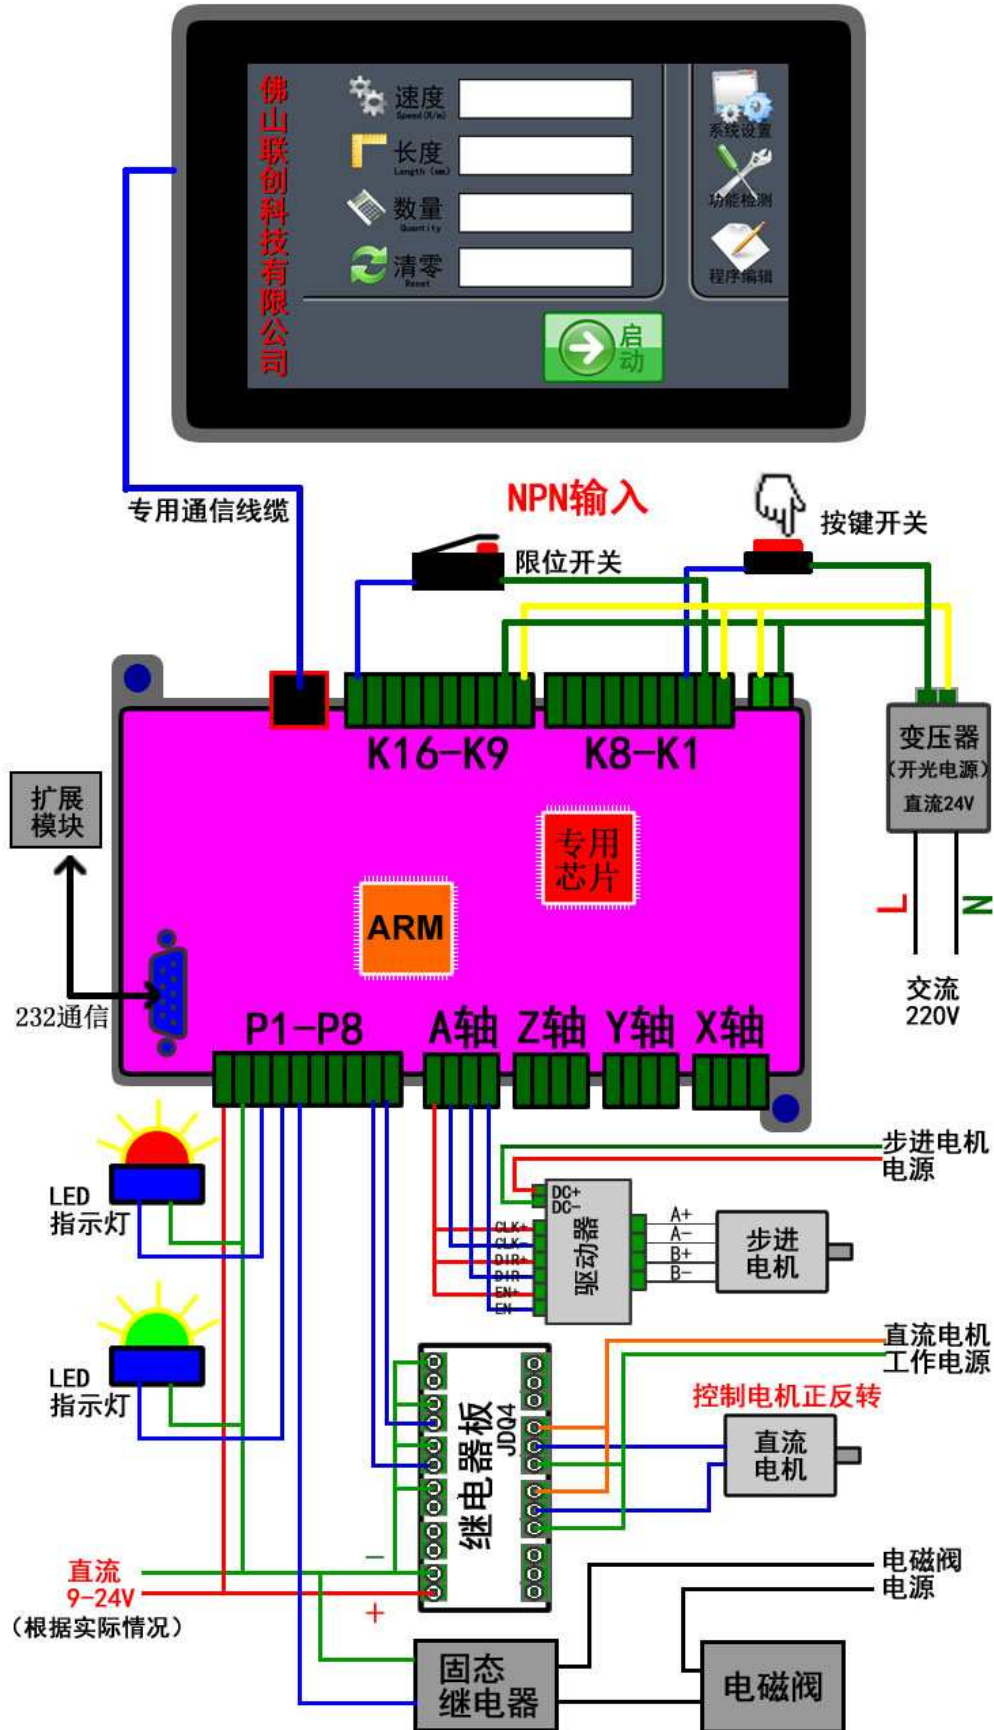 佛山联创科技有限公司
速度
Speed(R/m)
长度
Length (mm)
数量
Quantity
清零
Reset
系统设置
功能检测
程序编辑
启动
专用通信线缆
NPN输入
限位开关
按键开关
K16-K9
K8-K1
变压器
(开光电源)
直流24V
扩展
模块
专用
芯片
ARM
L
N
交流
220V
232通信
P1-P8
A轴
Z轴
Y轴
X轴
LED
指示灯
步进电机
电源
DC+
DC-
CLK+
CLK-
DIR+
DIR-
EN+
EN-
驱动器
A+
A-
B+
B-
步进
电机
LED
指示灯
直流电机
工作电源
控制电机正反转
继电器板
JDQ4
直流
电机
直流
9-24V
(根据实际情况)
-
+
电磁阀
电源
固态
继电器
电磁阀